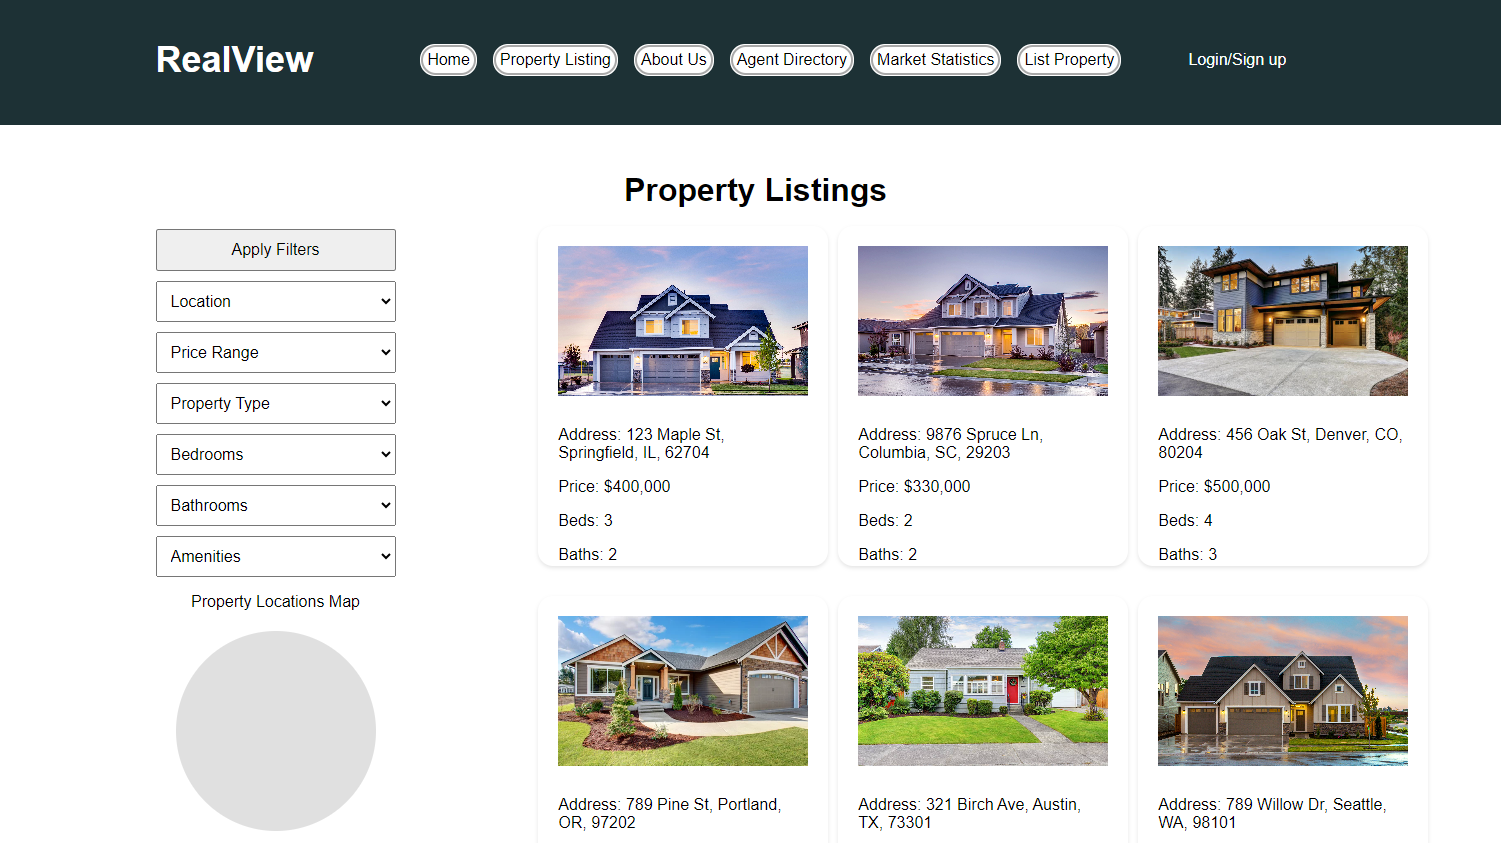 RealView
Home
Property Listing
About Us
Agent Directory
Market Statistics
List Property
Login/Sign up
Property Listings
Apply Filters
Location
Price Range
Property Type
Bedrooms
Bathrooms
Amenities
Property Locations Map
Address: 123 Maple St,
Springfield, IL, 62704
Price: $400,000
Beds: 3
Baths: 2
Address: 9876 Spruce Ln,
Columbia, SC, 29203
Price: $330,000
Beds: 2
Baths: 2
Address: 456 Oak St, Denver, CO,
80204
Price: $500,000
Beds: 4
Baths: 3
Address: 789 Pine St, Portland,
OR, 97202
Address: 321 Birch Ave, Austin,
TX, 73301
Address: 789 Willow Dr, Seattle,
WA, 98101